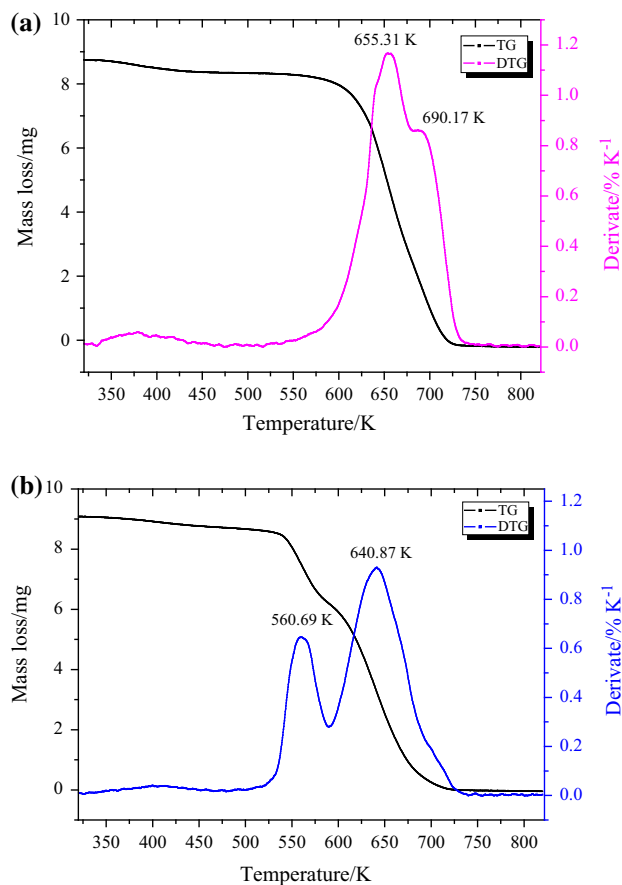 (a)
655.31 K
690.17 K
TG
DTG
Mass loss/mg
10
8
6
4
2
0
Derivate/% K-1
1.2
1.0
0.8
0.6
0.4
0.2
0.0
350 400 450 500 550 600 650 700 750 800
Temperature/K
(b)
560.69 K
640.87 K
TG
DTG
Mass loss/mg
10
8
6
4
2
0
Derivate/% K-1
1.2
1.0
0.8
0.6
0.4
0.2
0.0
350 400 450 500 550 600 650 700 750 800
Temperature/K